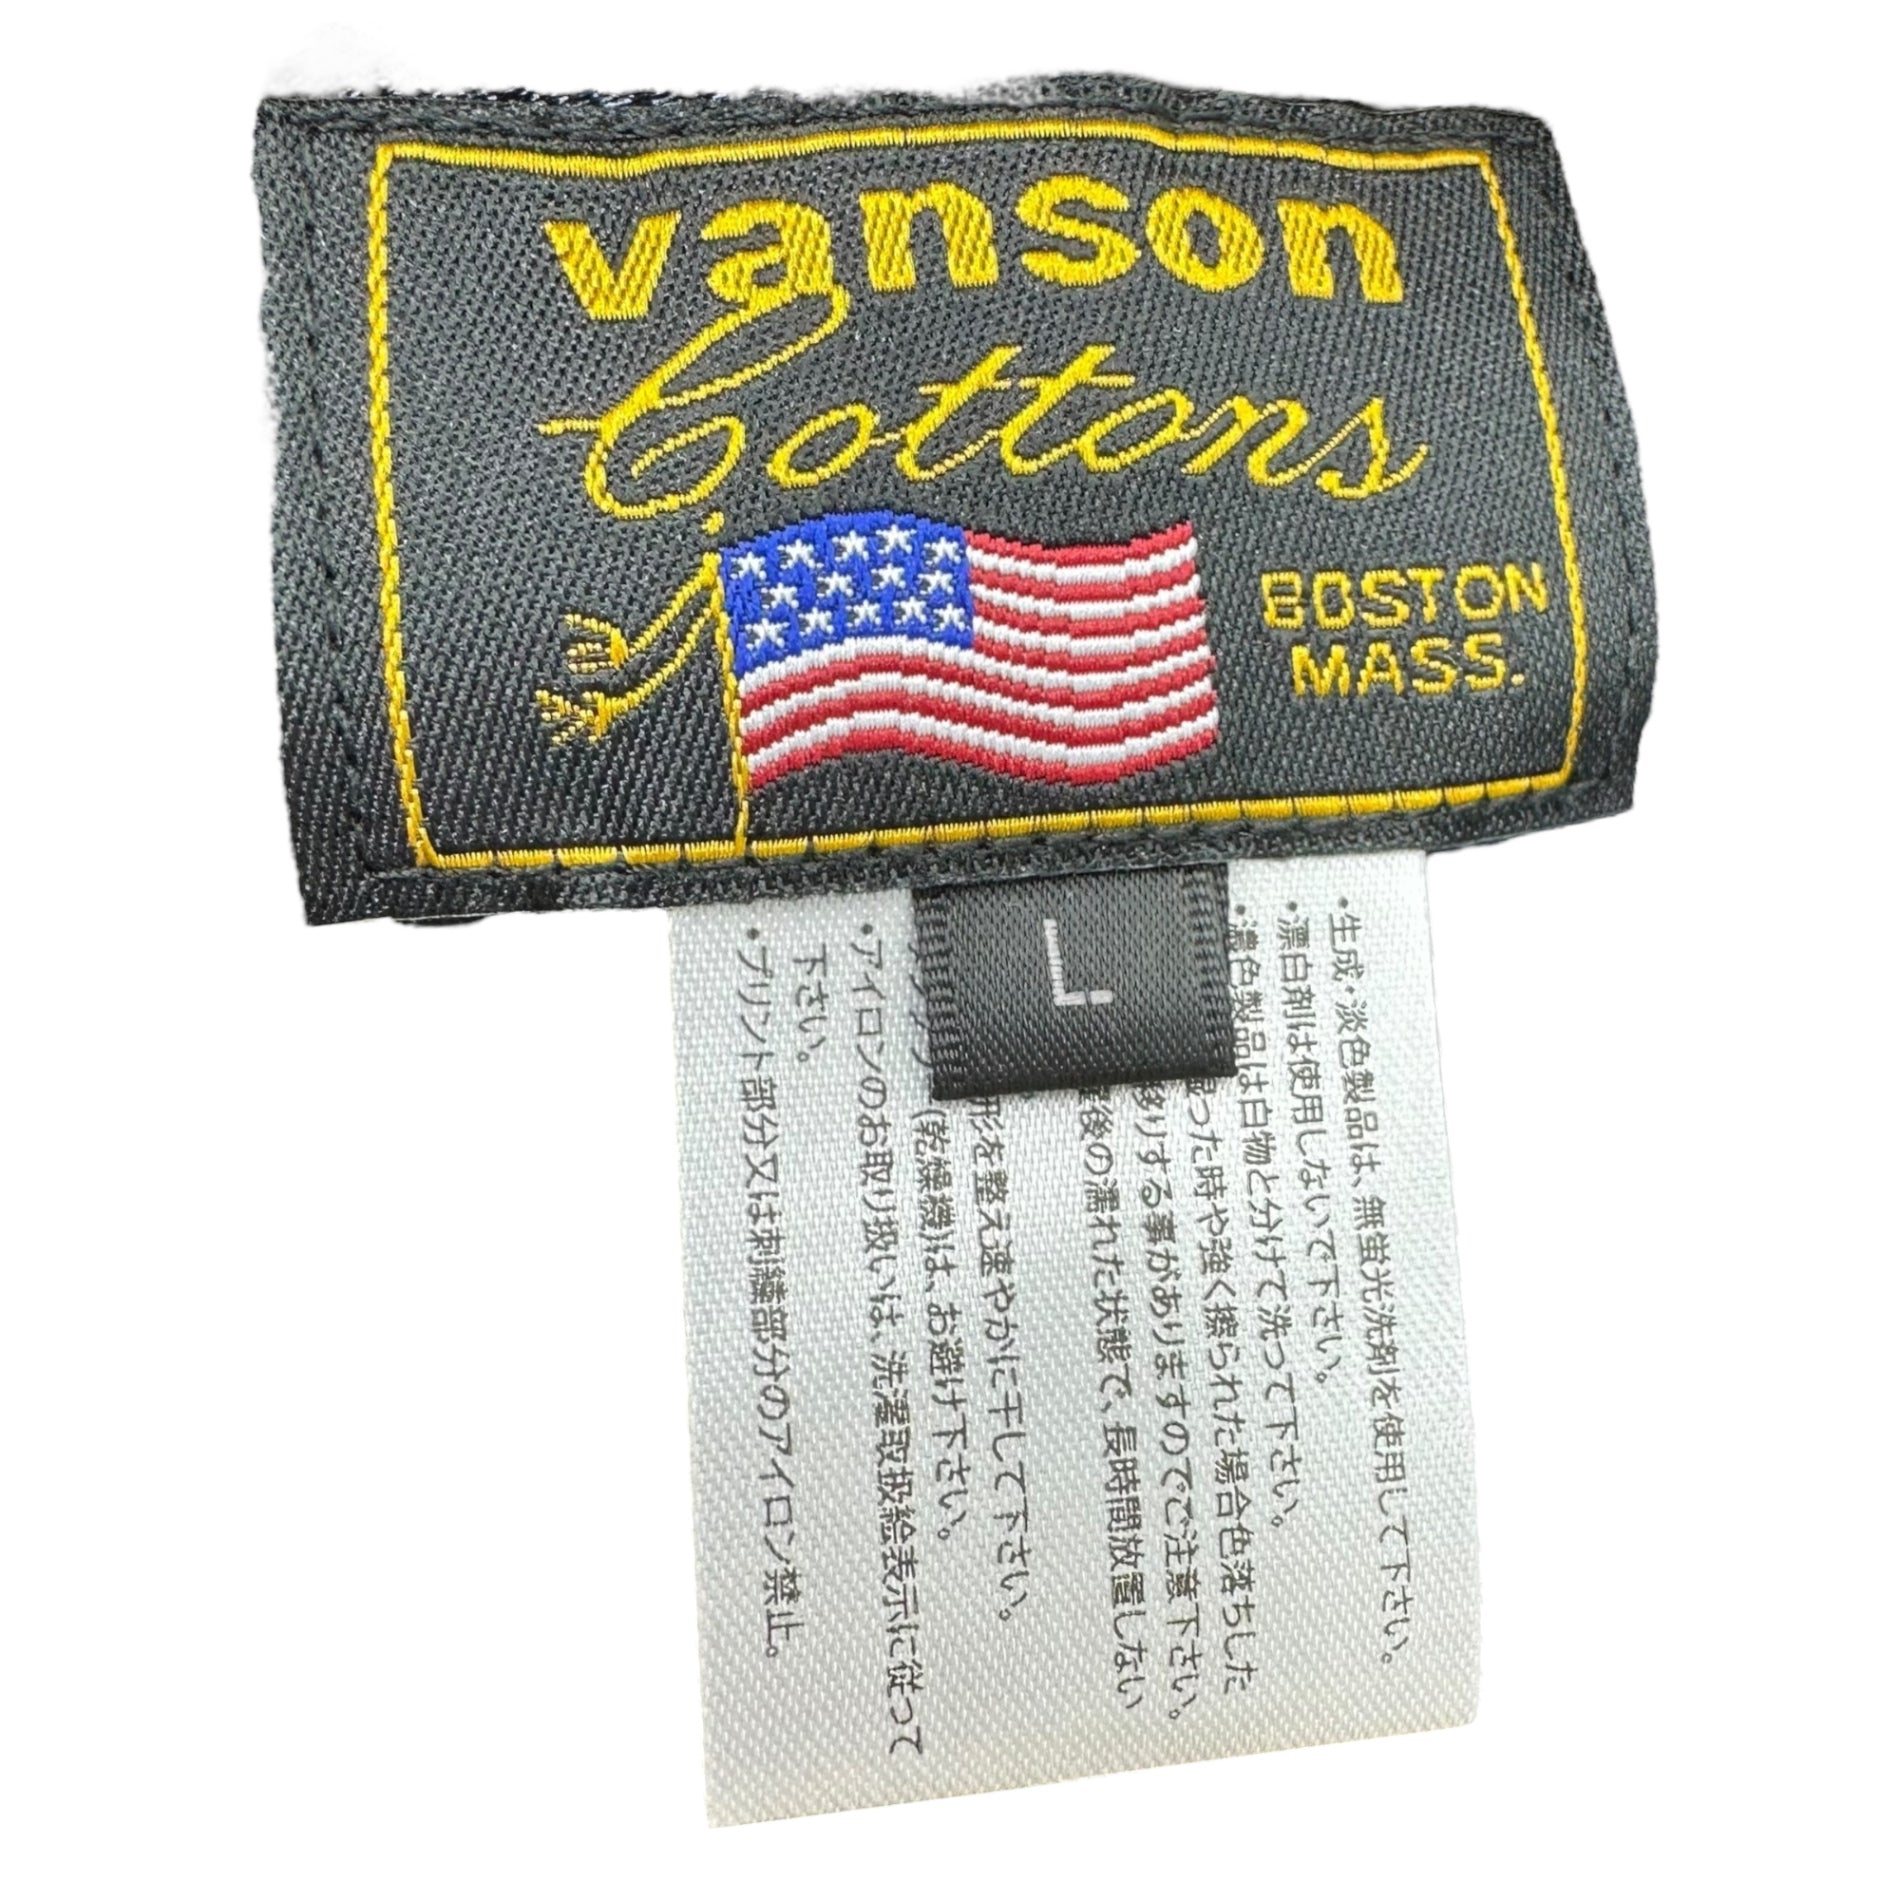 vanson
Cottons
BOSTON
MASS.
L
・生成・淡色製品は、無蛍光洗剤を使用して下さい。
・漂白剤は使用しないで下さい。
・濃色製品は白物と分けて洗って下さい。
湿った時や強く擦られた場合色落ちした
移りする事がありますのでご注意下さい。
濯後の濡れた状態で、長時間放置しない
形を整え速やかに干して下さい。
(乾燥機)は、お避け下さい。
・アイロンのお取り扱いは、洗濯取扱絵表示に従って
下さい。
・プリント部分又は刺繍部分のアイロン禁止。